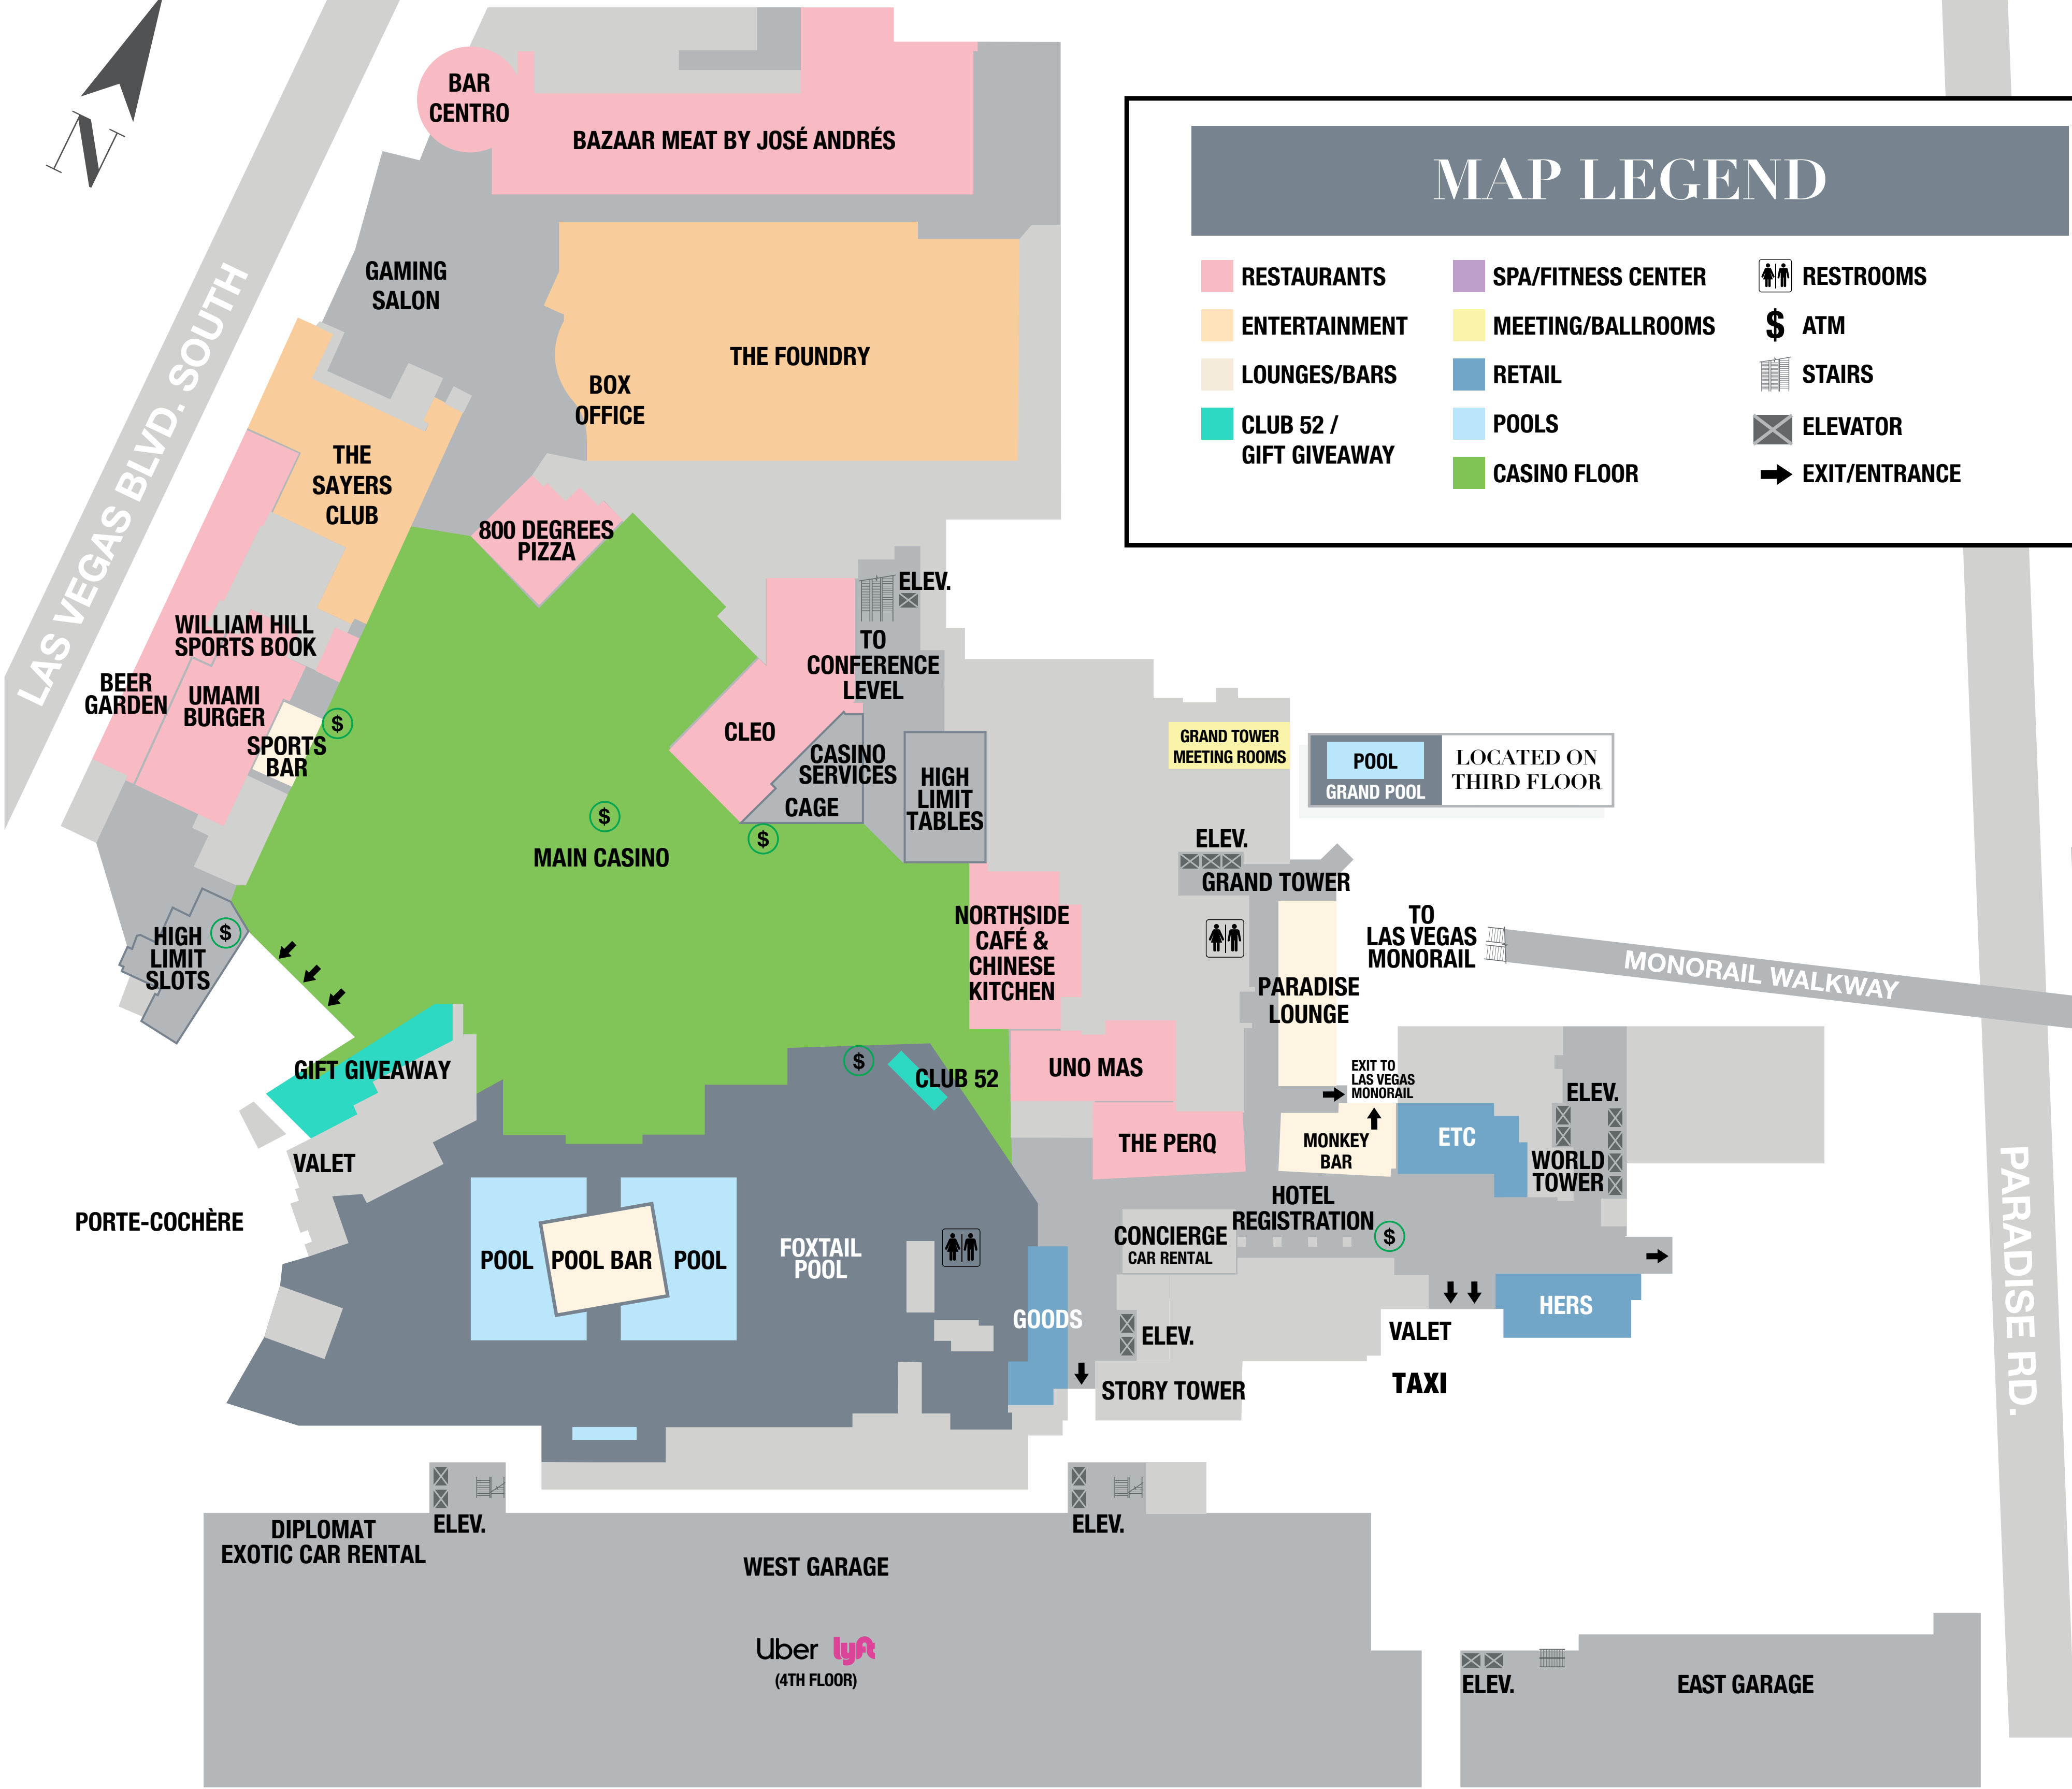 N
LAS VEGAS BLVD. SOUTH
BAR
CENTRO
BAZAAR MEAT BY JOSÉ ANDRÉS
MAP LEGEND
RESTAURANTS
ENTERTAINMENT
LOUNGES/BARS
CLUB 52 /
GIFT GIVEAWAY
SPA/FITNESS CENTER
MEETING/BALLROOMS
RETAIL
POOLS
CASINO FLOOR
RESTROOMS
$ ATM
STAIRS
ELEVATOR
EXIT/ENTRANCE
GAMING
SALON
THE FOUNDRY
BOX
OFFICE
THE
SAYERS
CLUB
800 DEGREES
PIZZA
ELEV.
TO
CONFERENCE
LEVEL
WILLIAM HILL
SPORTS BOOK
BEER
GARDEN
UMAMI
BURGER
SPORTS
BAR
$
CLEO
CASINO
SERVICES
CAGE
HIGH
LIMIT
TABLES
$
$
MAIN CASINO
GRAND TOWER
MEETING ROOMS
POOL
GRAND POOL
LOCATED ON
THIRD FLOOR
ELEV.
GRAND TOWER
HIGH
LIMIT
SLOTS
$
NORTHSIDE
CAFÉ &
CHINESE
KITCHEN
TO
LAS VEGAS
MONORAIL
MONORAIL WALKWAY
PARADISE
LOUNGE
GIFT GIVEAWAY
$
CLUB 52
UNO MAS
EXIT TO
LAS VEGAS
MONORAIL
ELEV.
VALET
THE PERQ
MONKEY
BAR
ETC
WORLD
TOWER
PARADISE RD.
PORTE-COCHÈRE
HOTEL
REGISTRATION
$
CONCIERGE
CAR RENTAL
POOL
POOL BAR
POOL
FOXTAIL
POOL
GOODS
HERS
ELEV.
VALET
STORY TOWER
TAXI
ELEV.
ELEV.
DIPLOMAT
EXOTIC CAR RENTAL
WEST GARAGE
Uber lyft
(4TH FLOOR)
ELEV.
EAST GARAGE